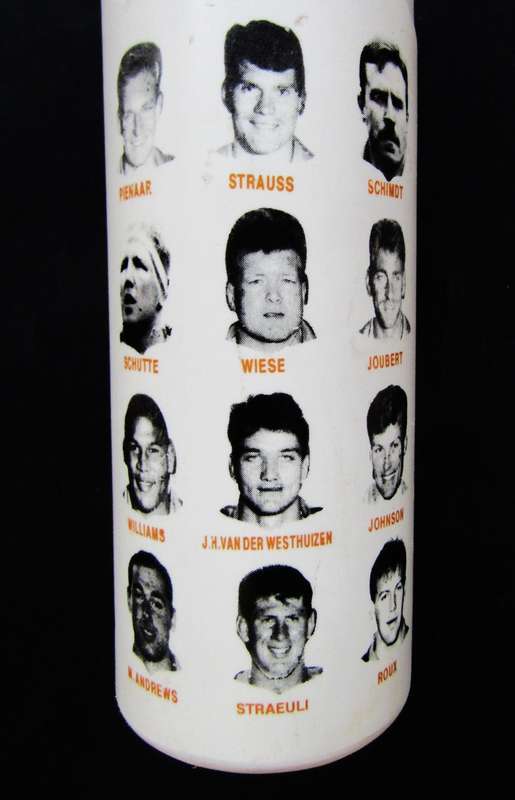 PIENAAR
STRAUSS
SCHIMDT
SCHUTTE
WIESE
JOUBERT
WILLIAMS
J.H.VAN DER WESTHUIZEN
JOHNSON
M.ANDREWS
STRAEULI
ROUX